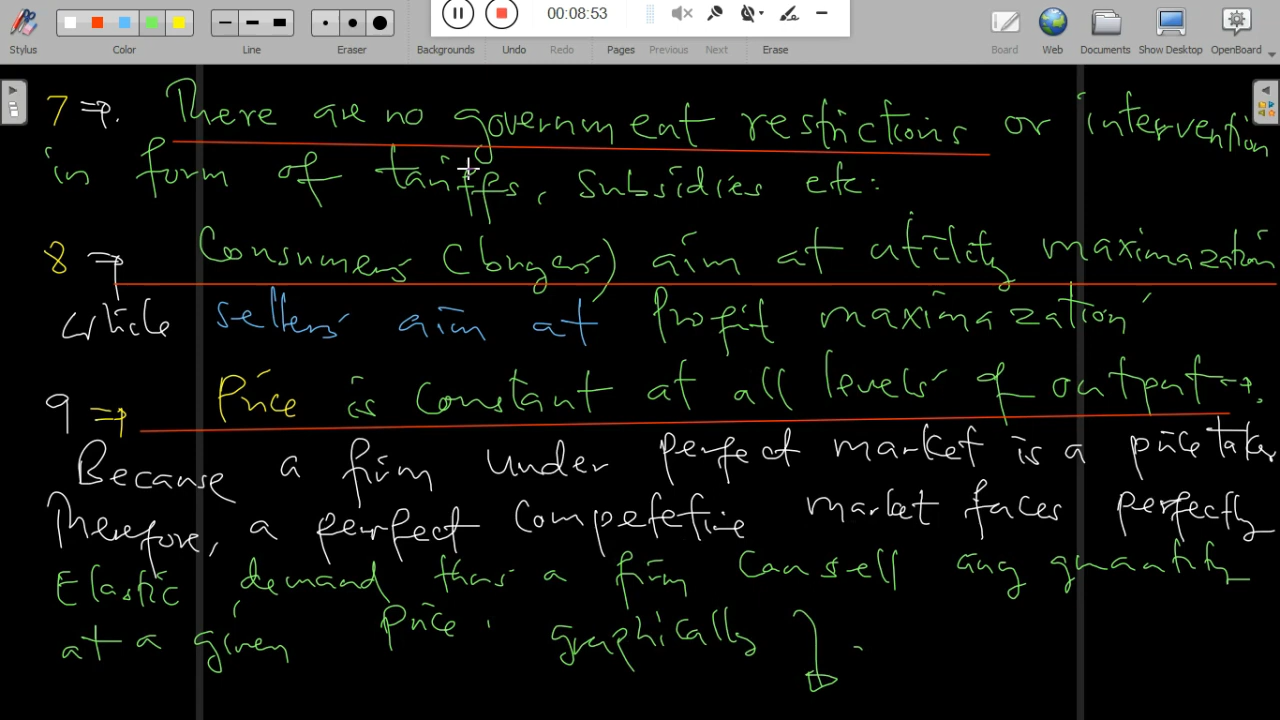 00:08:53
Stylus Color Line Eraser Backgrounds Undo Redo Pages Previous Next Erase Board Web Documents Show Desktop OpenBoard
7 ⇒. There are no government restrictions or intervention
in form of tariffs, Subsidies etc:
8 ⇒ Consumers (buyers) aim at utility maximazation
while sellers aim at Profit maximazation
9 ⇒ Price is Constant at all levels of output →.
Because a firm under perfect market is a price taker
Therefore, a perfect Competetive market faces perfectly
Elastic demand thus a firm Can sell any quantity
at a given Price. graphically